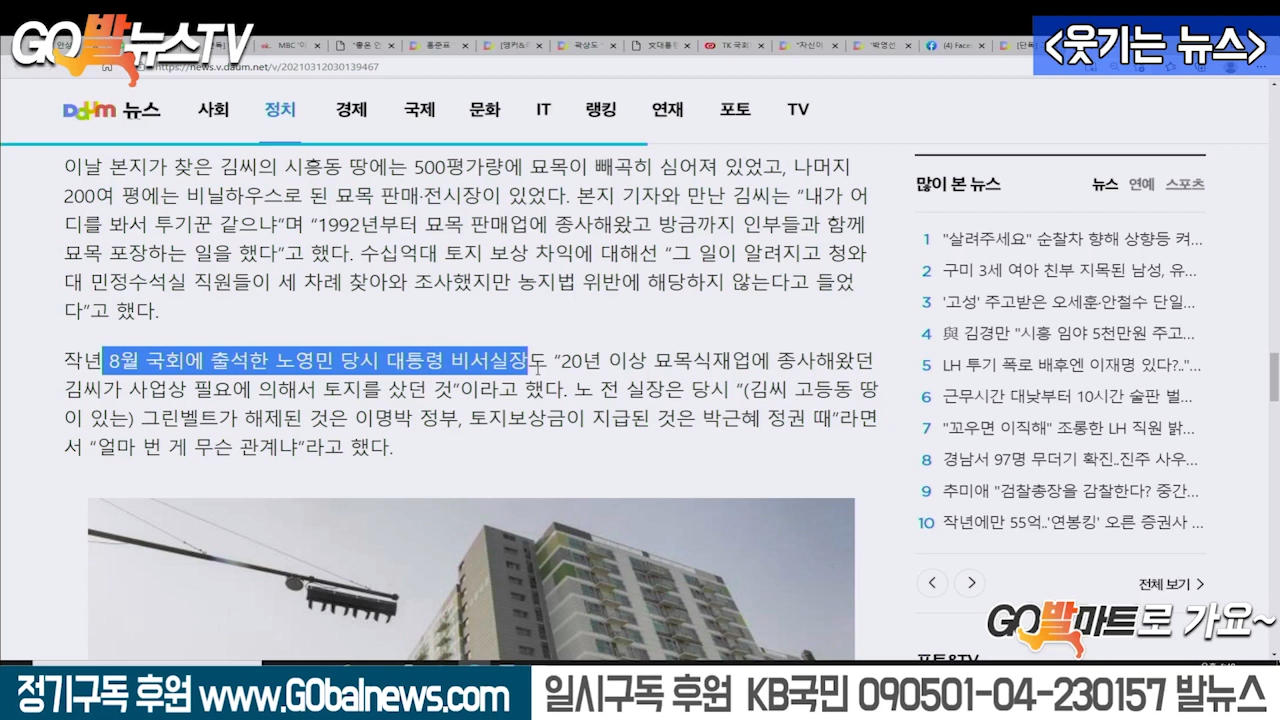 GO발뉴스TV
<웃기는 뉴스>
https://news.v.daum.net/v/20210312030139467
Daum 뉴스 사회 정치 경제 국제 문화 IT 랭킹 연재 포토 TV
이날 본지가 찾은 김씨의 시흥동 땅에는 500평가량에 묘목이 빼곡히 심어져 있었고, 나머지
200여 평에는 비닐하우스로 된 묘목 판매·전시장이 있었다. 본지 기자와 만난 김씨는 “내가 어
디를 봐서 투기꾼 같으냐”며 “1992년부터 묘목 판매업에 종사해왔고 방금까지 인부들과 함께
묘목 포장하는 일을 했다”고 했다. 수십억대 토지 보상 차익에 대해선 “그 일이 알려지고 청와
대 민정수석실 직원들이 세 차례 찾아와 조사했지만 농지법 위반에 해당하지 않는다고 들었
다”고 했다.
작년 8월 국회에 출석한 노영민 당시 대통령 비서실장도 “20년 이상 묘목식재업에 종사해왔던
김씨가 사업상 필요에 의해서 토지를 샀던 것”이라고 했다. 노 전 실장은 당시 “(김씨 고등동 땅
이 있는) 그린벨트가 해제된 것은 이명박 정부, 토지보상금이 지급된 것은 박근혜 정권 때”라면
서 “얼마 번 게 무슨 관계냐”라고 했다.
많이 본 뉴스 뉴스 연예 스포츠
1 "살려주세요" 순찰차 향해 상향등 켜...
2 구미 3세 여아 친부 지목된 남성, 유...
3 '고성' 주고받은 오세훈·안철수 단일...
4 與 김경만 "시흥 임야 5천만원 주고...
5 LH 투기 폭로 배후엔 이재명 있다?.."...
6 근무시간 대낮부터 10시간 술판 벌...
7 "꼬우면 이직해" 조롱한 LH 직원 밝...
8 경남서 97명 무더기 확진..진주 사우...
9 추미애 "검찰총장을 감찰한다? 중간...
10 작년에만 55억..'연봉킹' 오른 증권사 ...
전체 보기
GO발마트로 가요~
포토&TV
정기구독 후원 www.GObalnews.com 일시구독 후원 KB국민 090501-04-230157 발뉴스